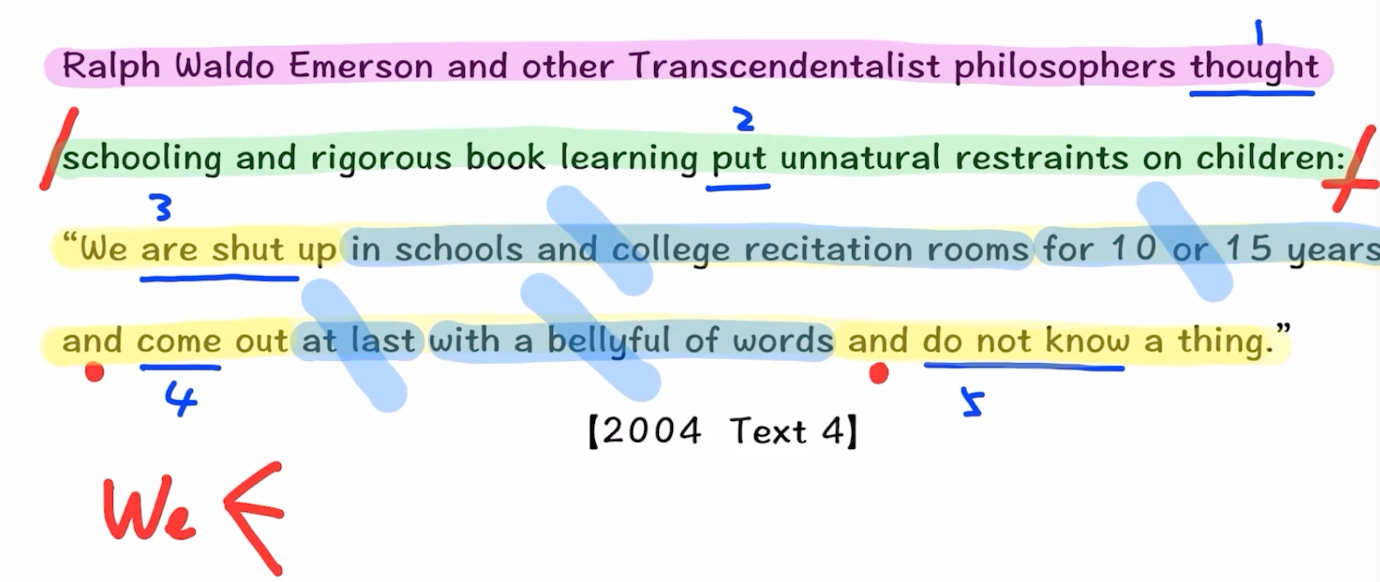 1
Ralph Waldo Emerson and other Transcendentalist philosophers thought
2
schooling and rigorous book learning put unnatural restraints on children:
3
“We are shut up in schools and college recitation rooms for 10 or 15 years
and come out at last with a bellyful of words and do not know a thing.”
4 5
【2004 Text 4】
We